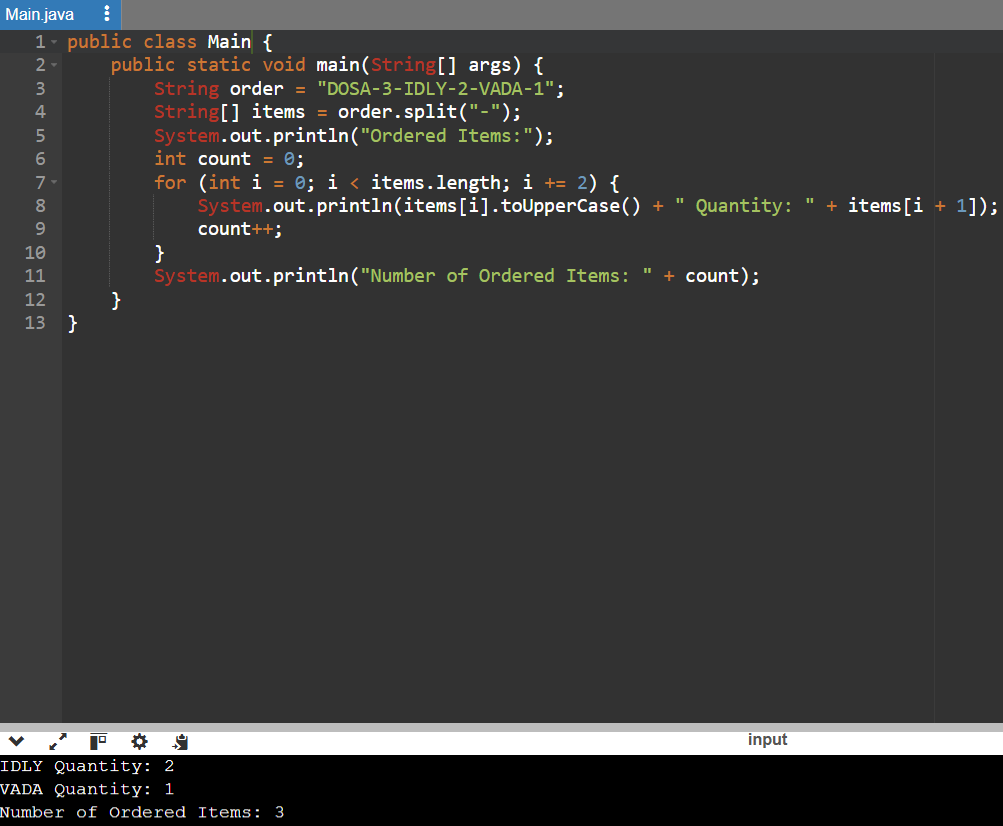 Main.java
1 public class Main {
2     public static void main(String[] args) {
3         String order = "DOSA-3-IDLY-2-VADA-1";
4         String[] items = order.split("-");
5         System.out.println("Ordered Items:");
6         int count = 0;
7         for (int i = 0; i < items.length; i += 2) {
8             System.out.println(items[i].toUpperCase() + " Quantity: " + items[i + 1]);
9             count++;
10         }
11         System.out.println("Number of Ordered Items: " + count);
12     }
13 }
input
IDLY Quantity: 2
VADA Quantity: 1
Number of Ordered Items: 3